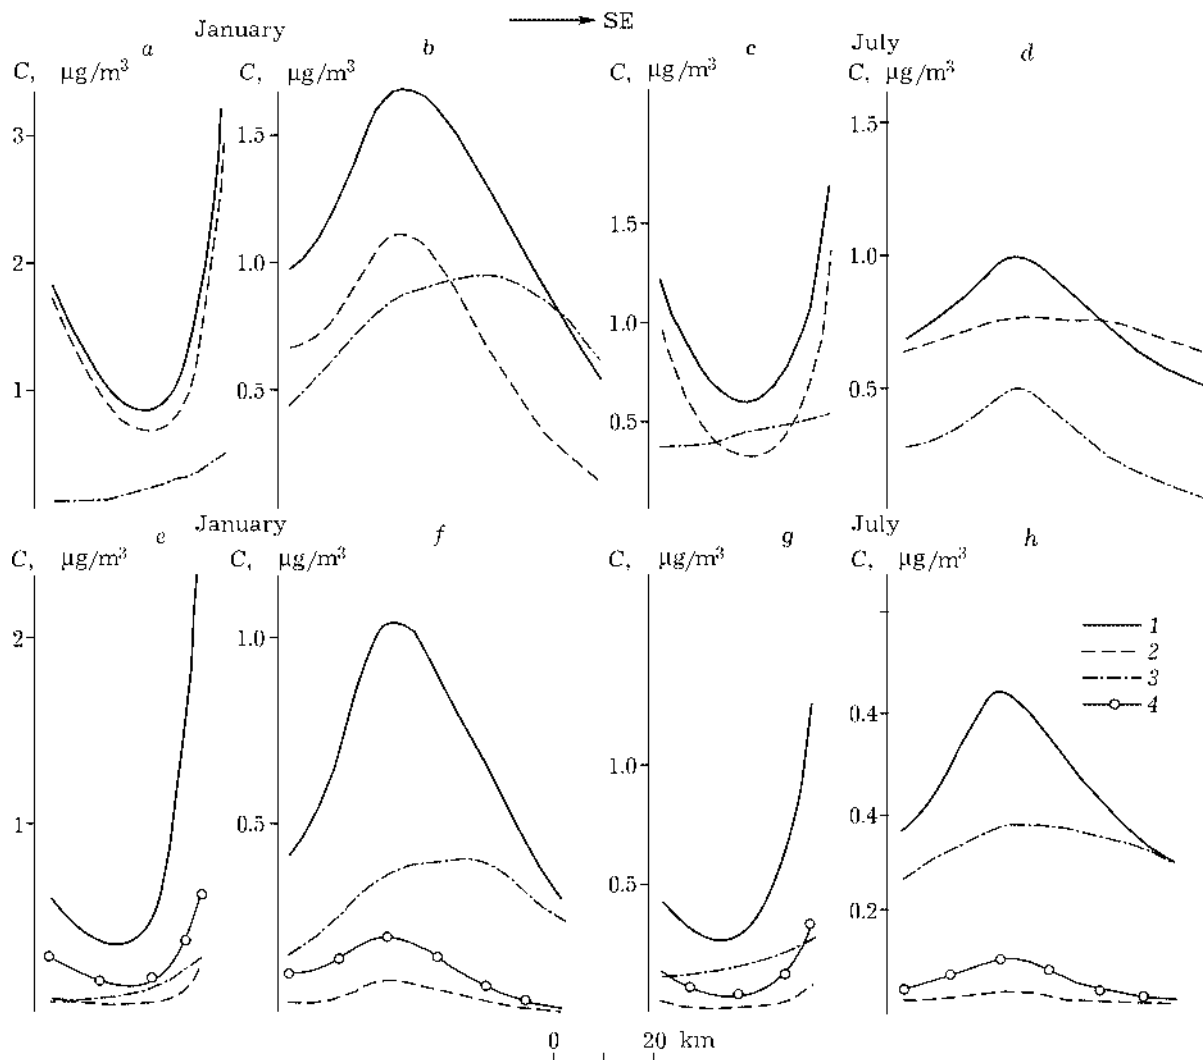 January → SE July
a b c d
C, μg/m³ C, μg/m³ C, μg/m³ C, μg/m³
3 1.5 1.5
1.5
2 1.0 1.0
1.0
1 0.5 0.5
0.5
January July
e f g h
C, μg/m³ C, μg/m³ C, μg/m³ C, μg/m³
1
2 1.0 2
3
4 0.4
1.0
1 0.5 0.4
0.5 0.2
0 20 km